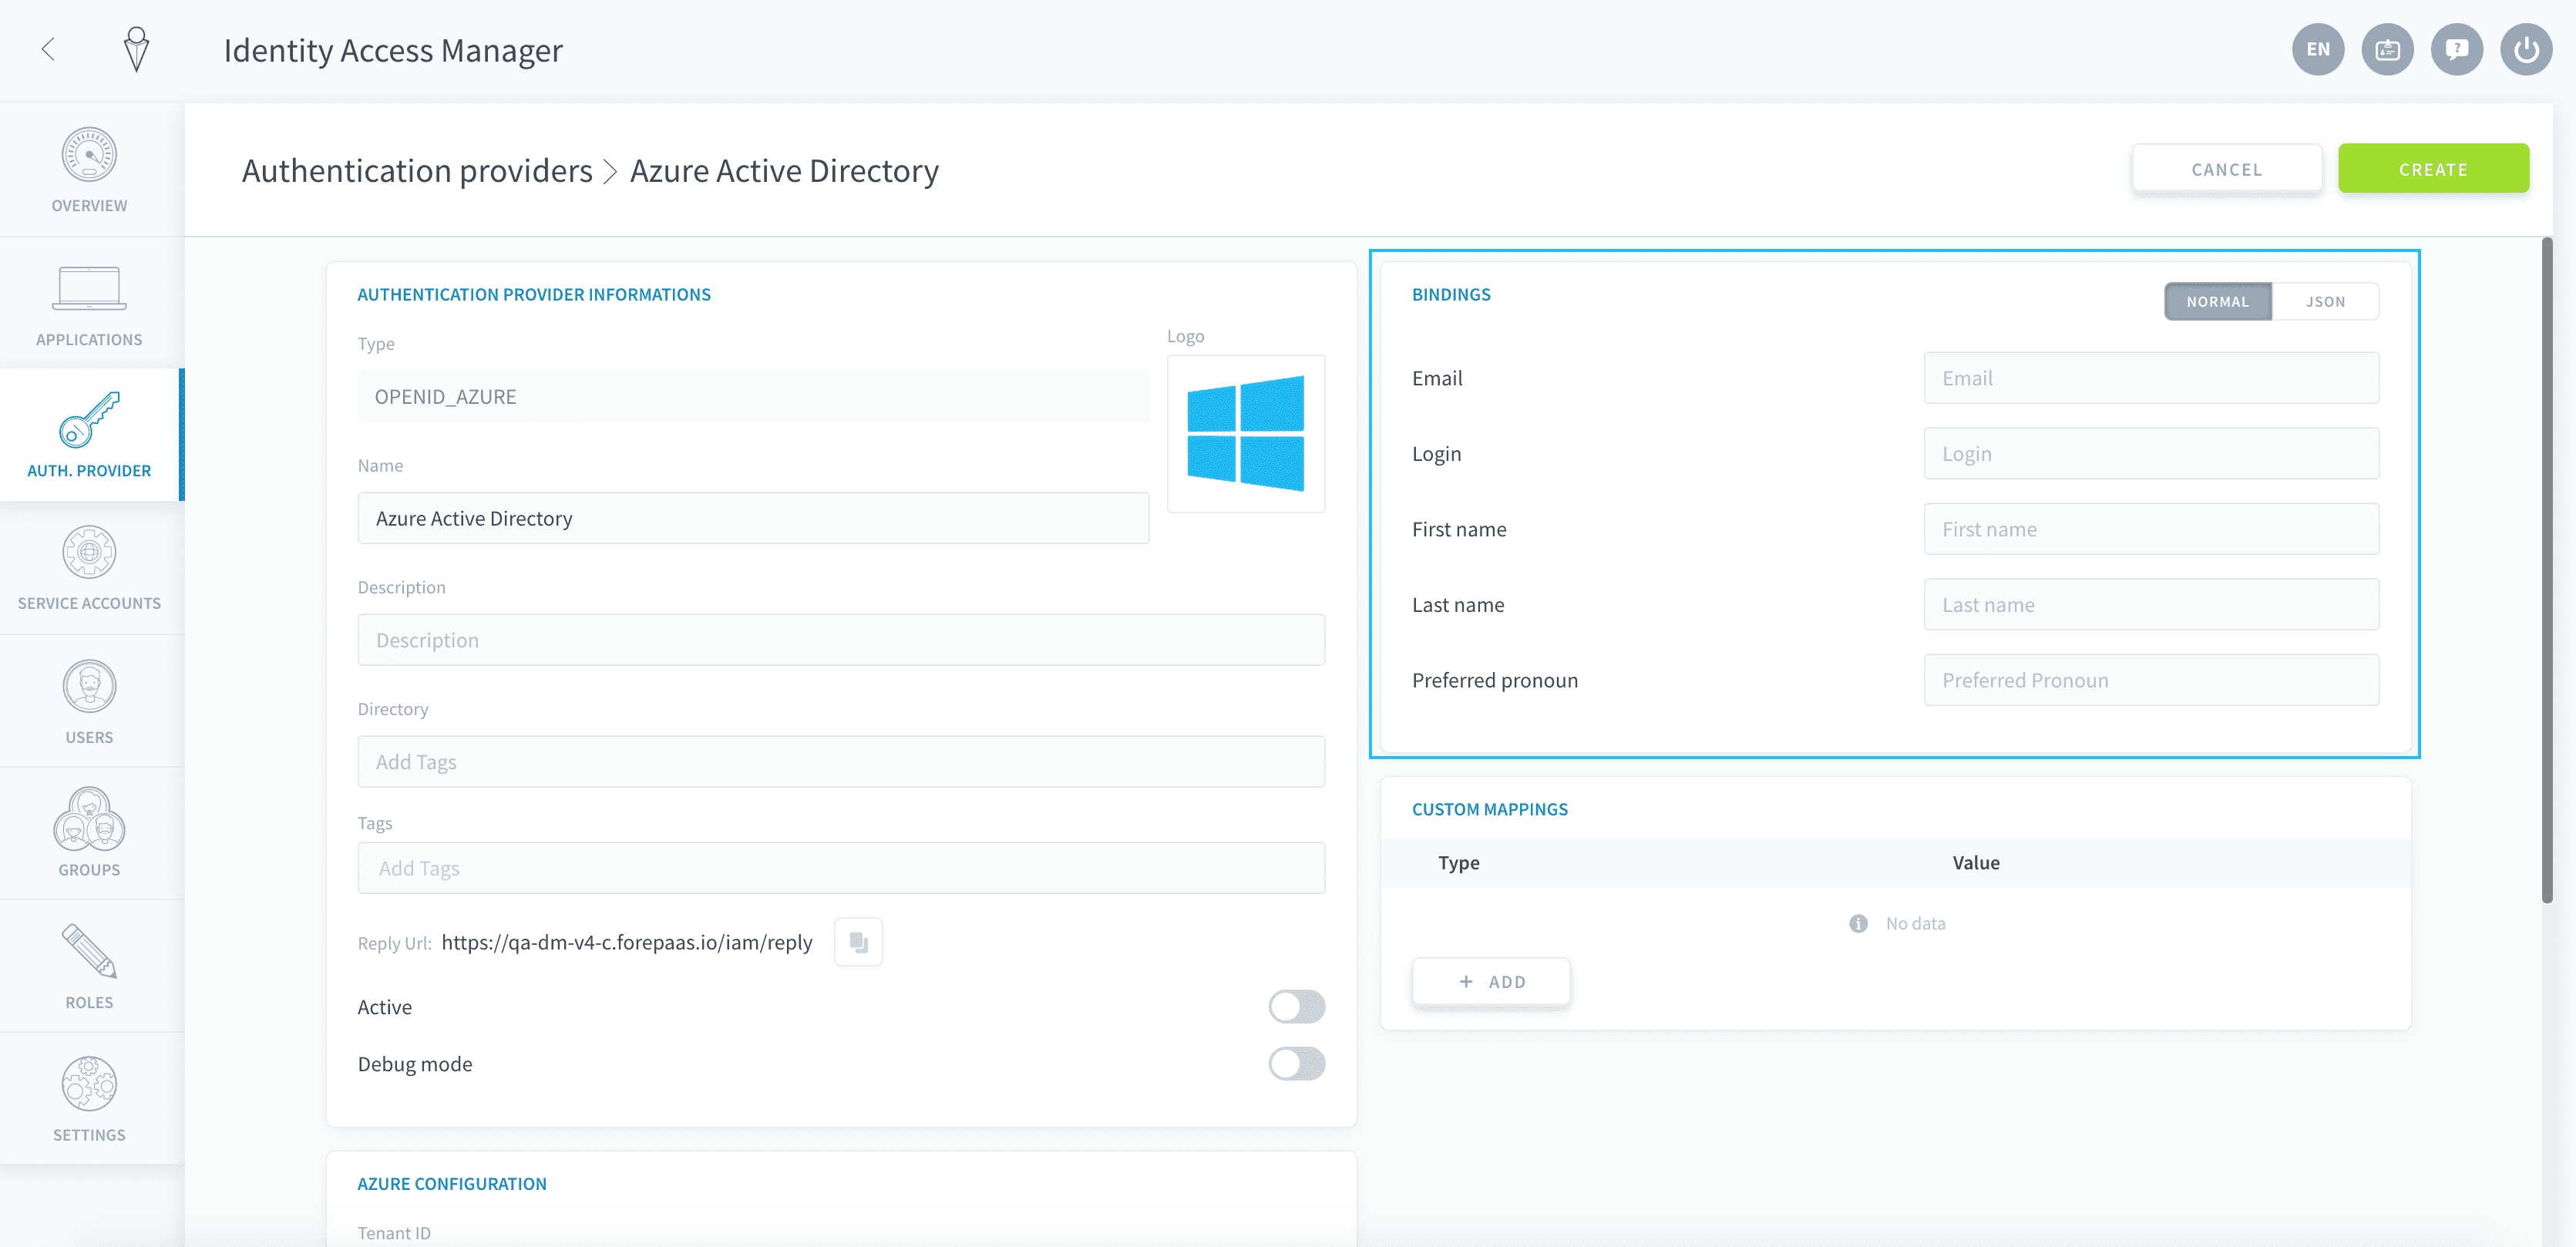 Identity Access Manager
EN
?
OVERVIEW
APPLICATIONS
AUTH. PROVIDER
SERVICE ACCOUNTS
USERS
GROUPS
ROLES
SETTINGS
Authentication providers > Azure Active Directory
CANCEL
CREATE
AUTHENTICATION PROVIDER INFORMATIONS
Type
OPENID_AZURE
Logo
Name
Azure Active Directory
Description
Description
Directory
Add Tags
Tags
Add Tags
Reply Url: https://qa-dm-v4-c.forepaas.io/iam/reply
Active
Debug mode
AZURE CONFIGURATION
Tenant ID
BINDINGS
NORMAL
JSON
Email
Email
Login
Login
First name
First name
Last name
Last name
Preferred pronoun
Preferred Pronoun
CUSTOM MAPPINGS
Type
Value
No data
+ ADD